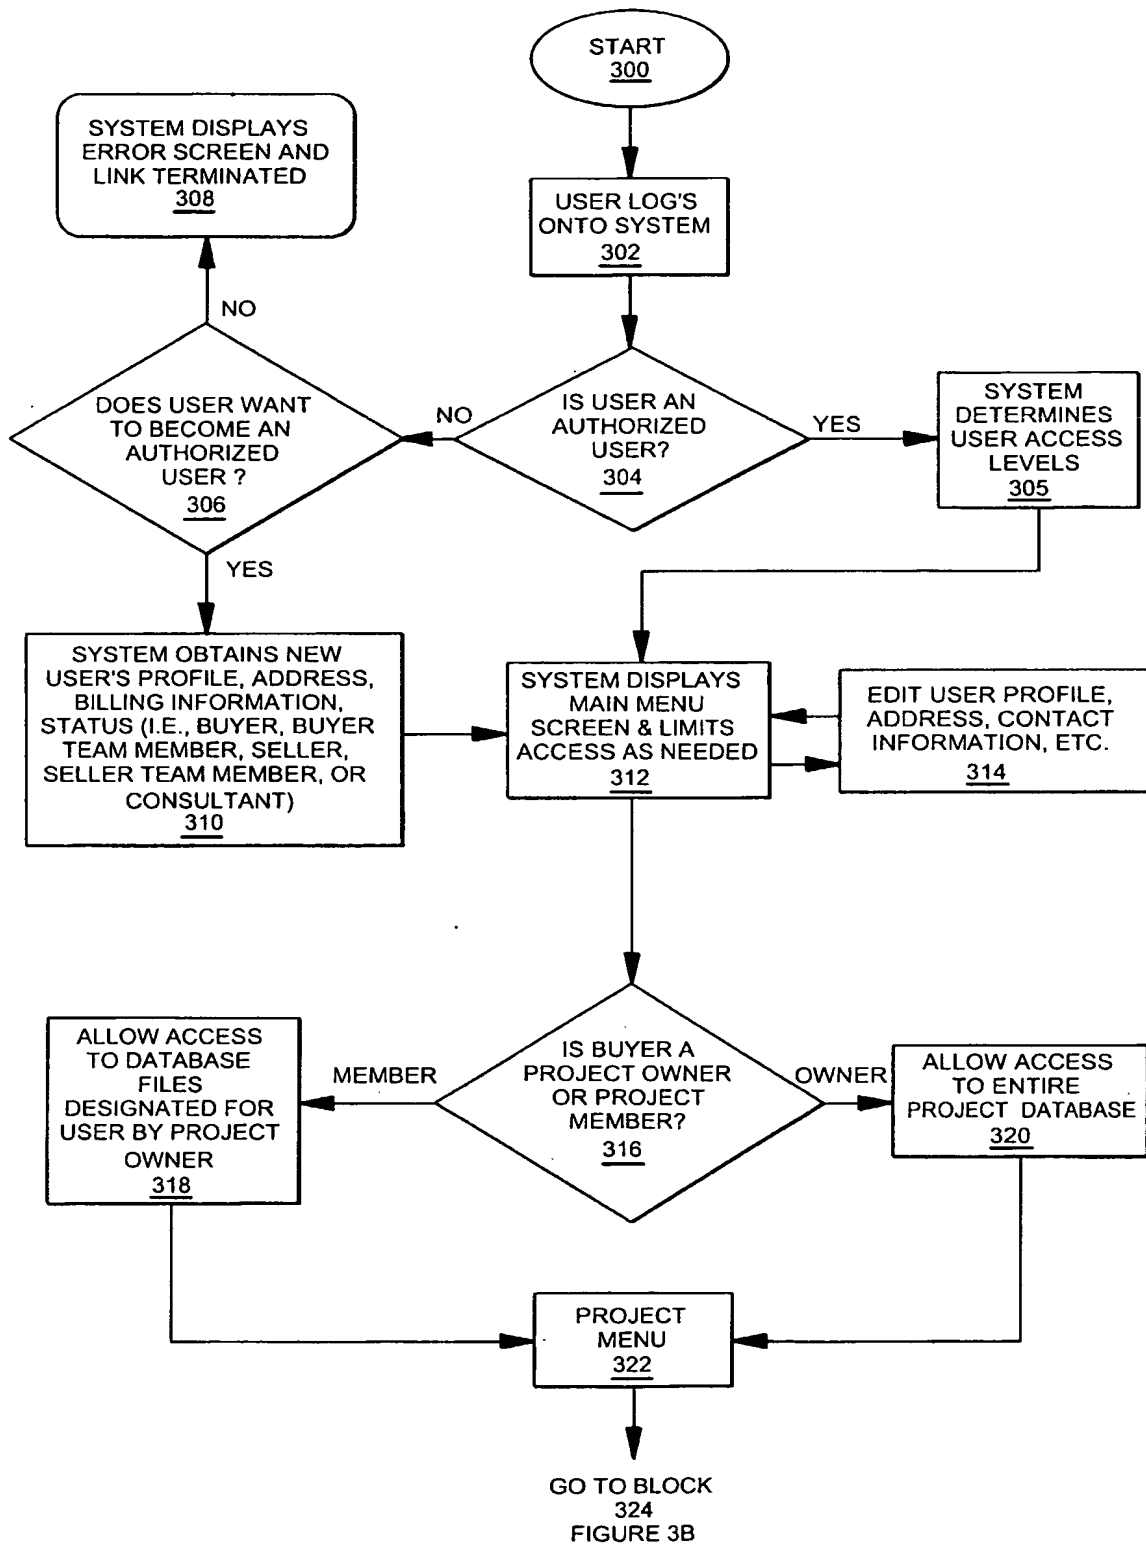 START
300
SYSTEM DISPLAYS
ERROR SCREEN AND
LINK TERMINATED
308
USER LOG'S
ONTO SYSTEM
302
NO
DOES USER WANT
TO BECOME AN
AUTHORIZED
USER ?
306
NO
IS USER AN
AUTHORIZED
USER?
304
YES
SYSTEM
DETERMINES
USER ACCESS
LEVELS
305
YES
SYSTEM OBTAINS NEW
USER'S PROFILE, ADDRESS,
BILLING INFORMATION,
STATUS (I.E., BUYER, BUYER
TEAM MEMBER, SELLER,
SELLER TEAM MEMBER, OR
CONSULTANT)
310
SYSTEM DISPLAYS
MAIN MENU
SCREEN & LIMITS
ACCESS AS NEEDED
312
EDIT USER PROFILE,
ADDRESS, CONTACT
INFORMATION, ETC.
314
ALLOW ACCESS
TO DATABASE
FILES
DESIGNATED FOR
USER BY PROJECT
OWNER
318
MEMBER
IS BUYER A
PROJECT OWNER
OR PROJECT
MEMBER?
316
OWNER
ALLOW ACCESS
TO ENTIRE
PROJECT DATABASE
320
PROJECT
MENU
322
GO TO BLOCK
324
FIGURE 3B